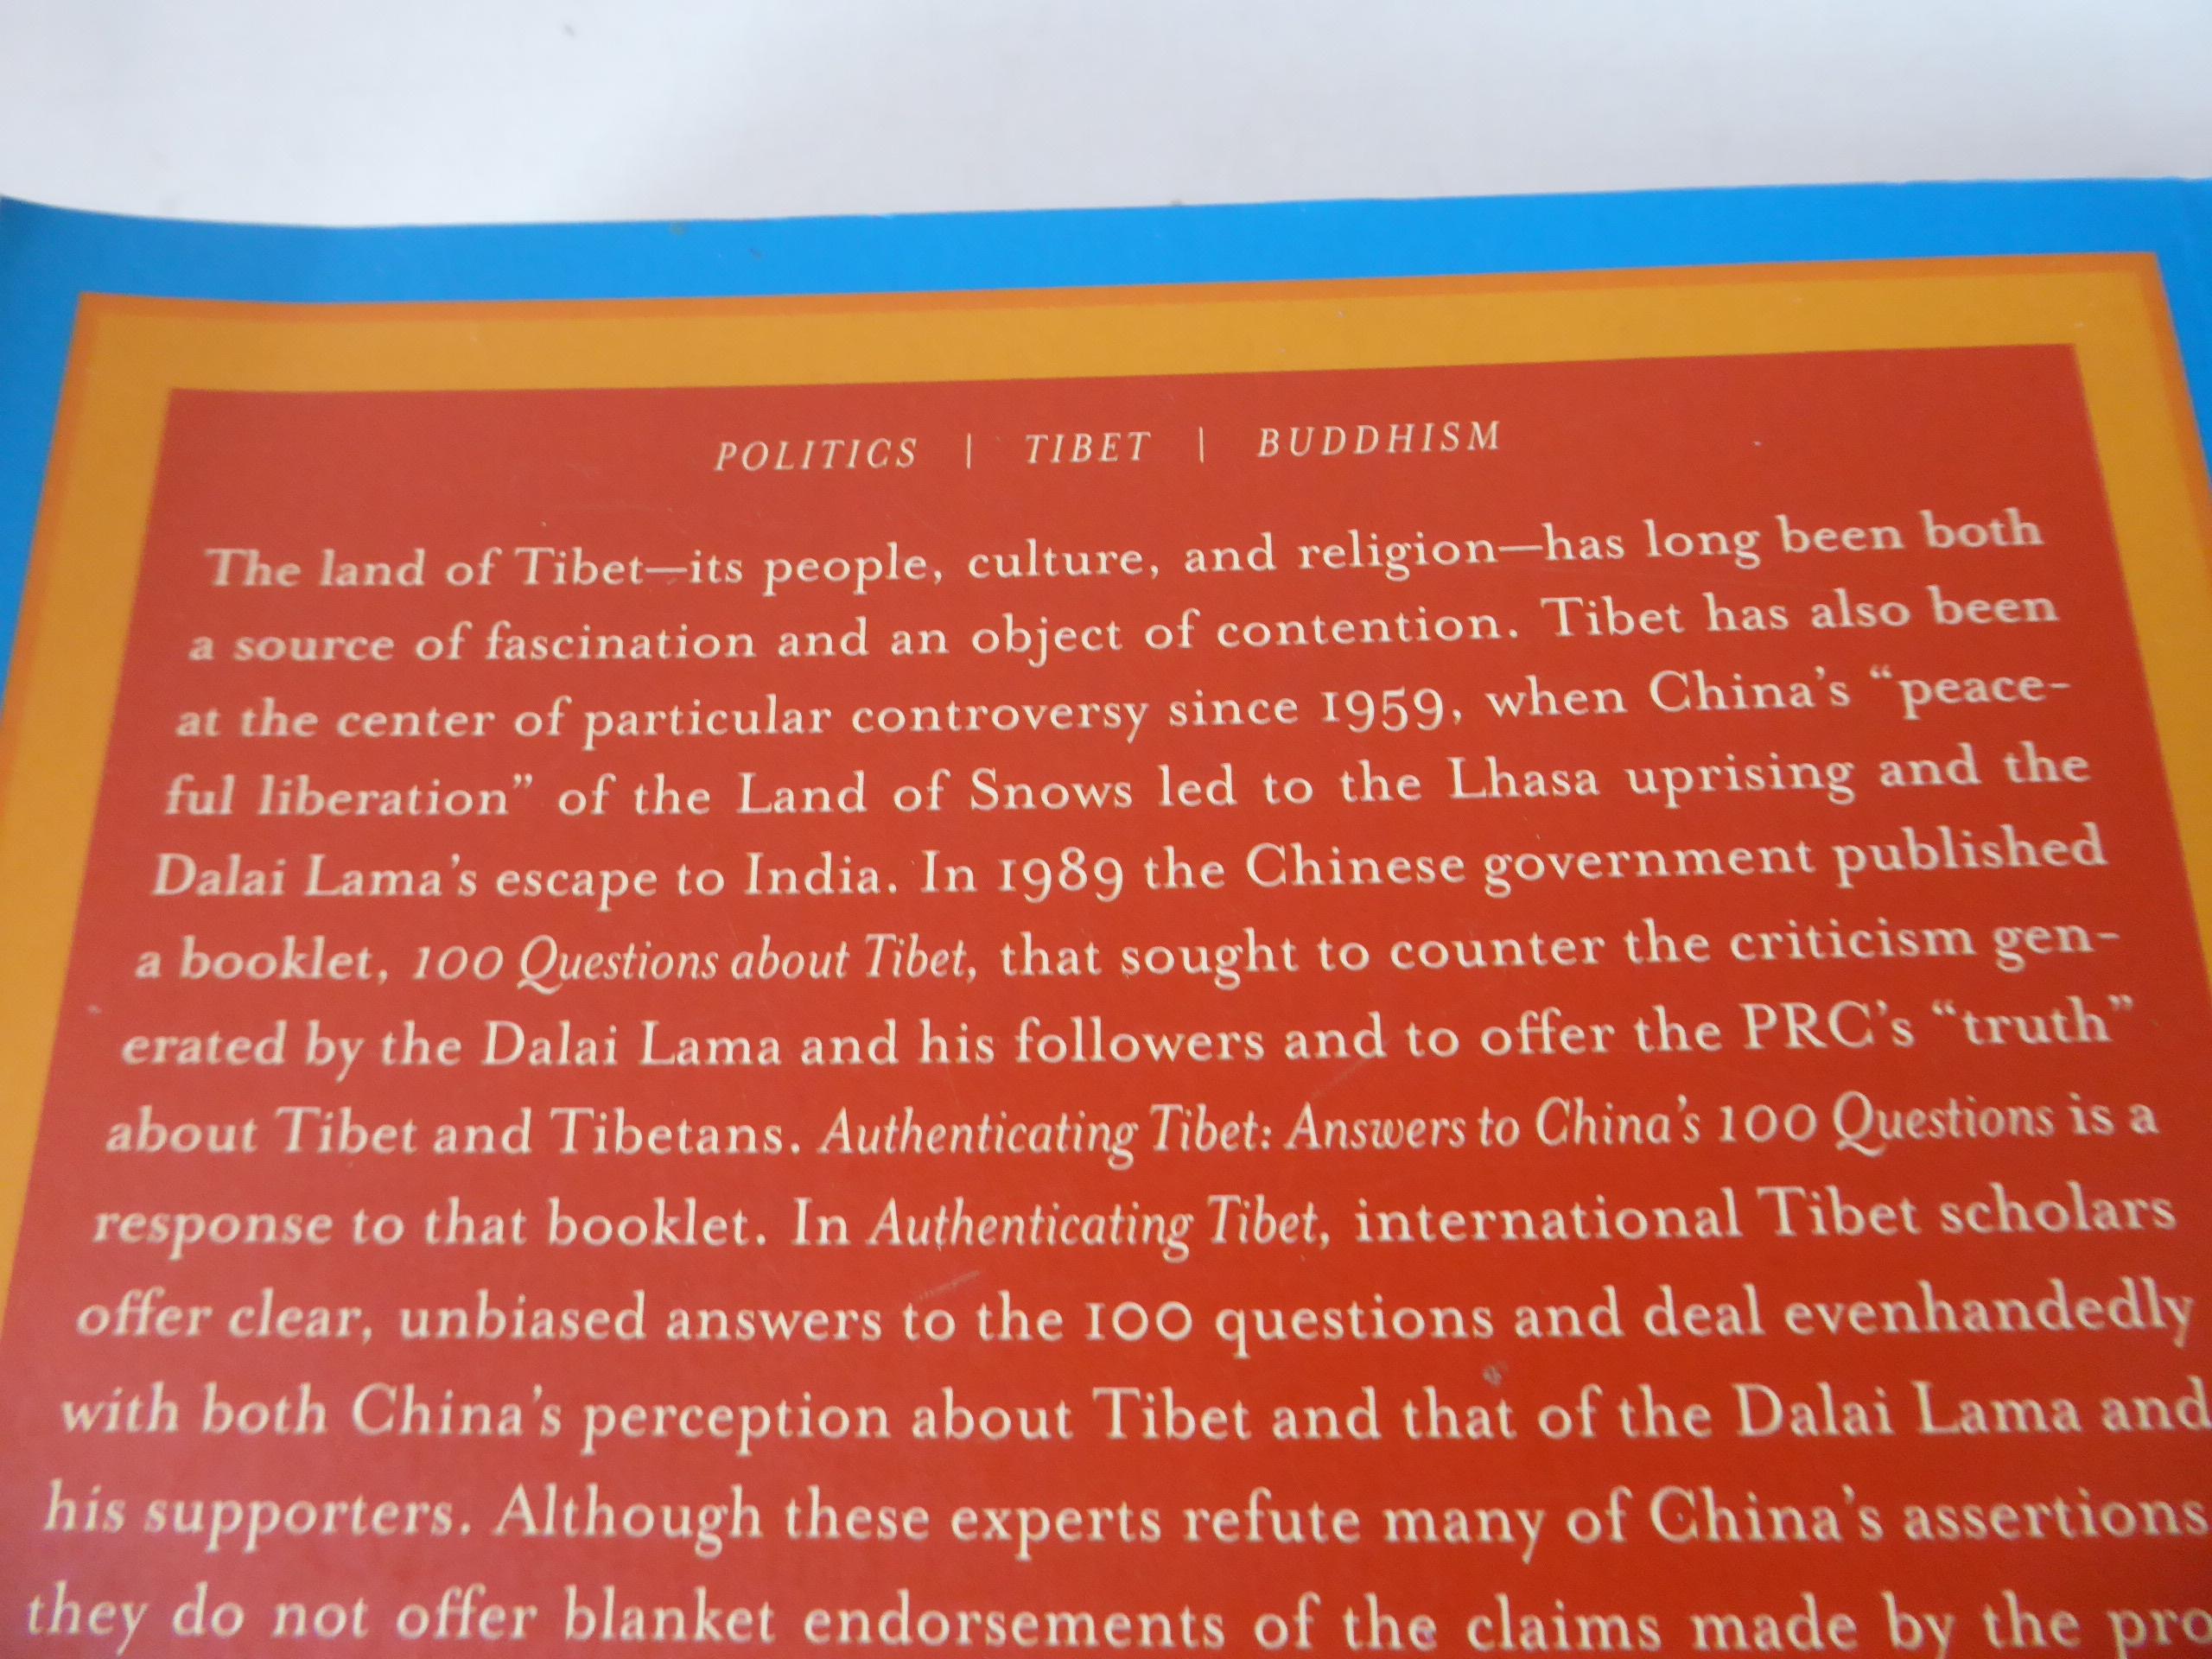 POLITICS | TIBET | BUDDHISM
The land of Tibet—its people, culture, and religion—has long been both
a source of fascination and an object of contention. Tibet has also been
at the center of particular controversy since 1959, when China's “peace-
ful liberation” of the Land of Snows led to the Lhasa uprising and the
Dalai Lama's escape to India. In 1989 the Chinese government published
a booklet, 100 Questions about Tibet, that sought to counter the criticism gen-
erated by the Dalai Lama and his followers and to offer the PRC's “truth”
about Tibet and Tibetans. Authenticating Tibet: Answers to China's 100 Questions is a
response to that booklet. In Authenticating Tibet, international Tibet scholars
offer clear, unbiased answers to the 100 questions and deal evenhandedly
with both China's perception about Tibet and that of the Dalai Lama and
his supporters. Although these experts refute many of China's assertions
they do not offer blanket endorsements of the claims made by the pro